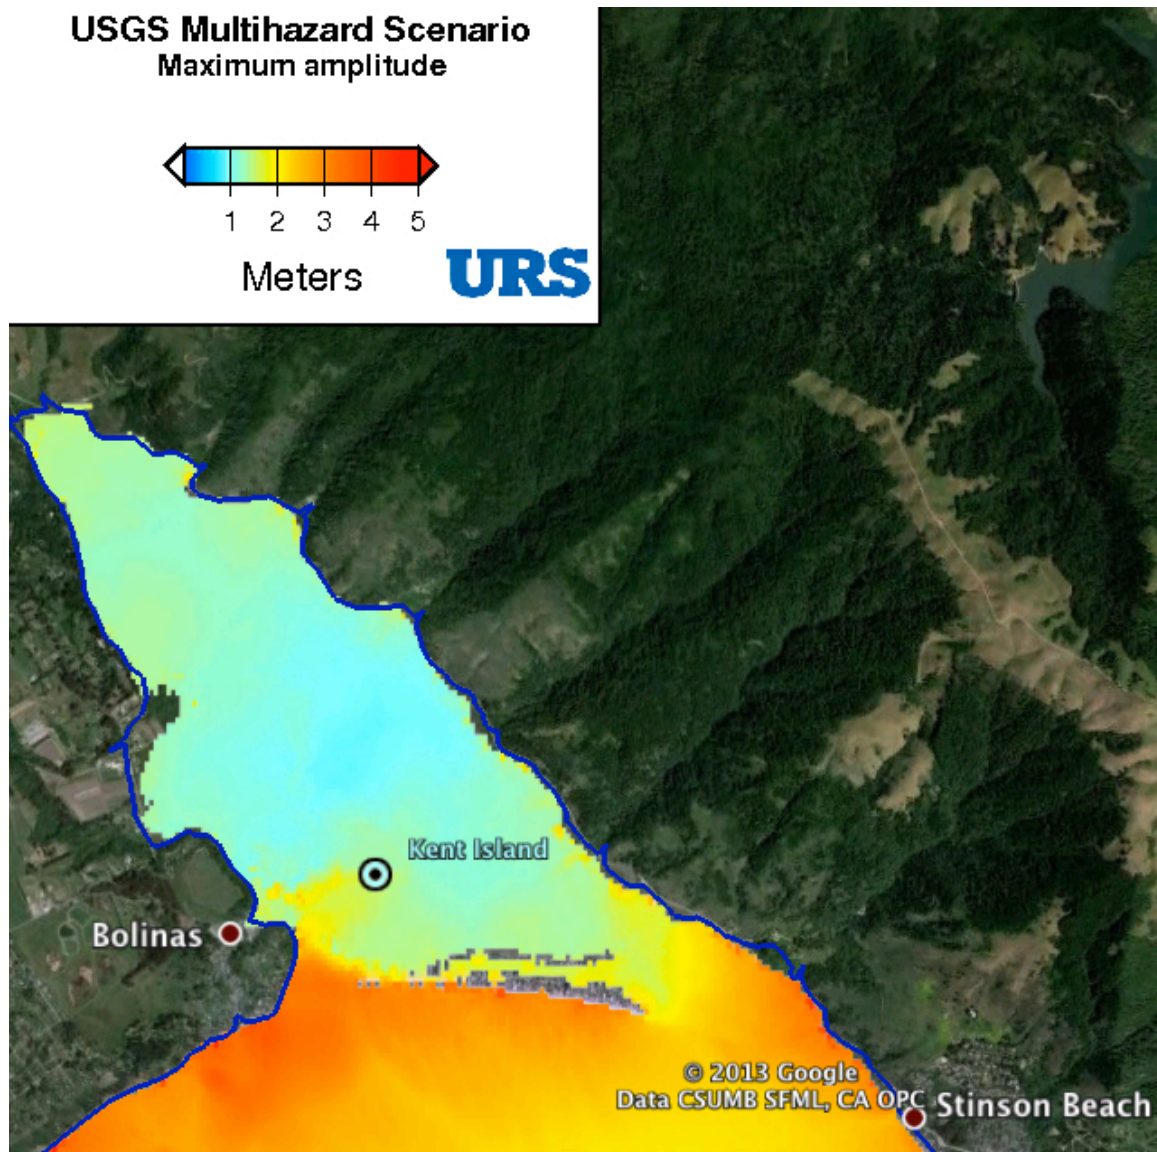 USGS Multihazard Scenario
Maximum amplitude
1 2 3 4 5
Meters
URS
Kent Island
Bolinas
© 2013 Google
Data CSUMB SFML, CA OPC
Stinson Beach